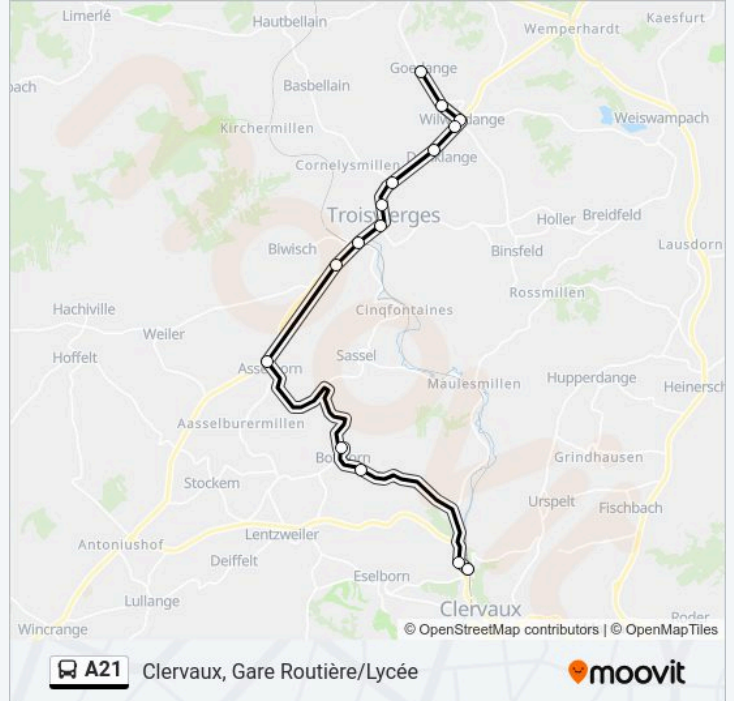 Limerlé
Hautbellain
Kaesfurt
Wemperhardt
Basbellain
Weiswampach
Kirchermillen
Cornelysmillen
Holler
Breidfeld
Biwisch
Binsfeld
Lausdorn
Rossmillen
Hachiville
Cinqfontaines
Weiler
Hoffelt
Sassel
Maulesmillen
Hupperdange
Heinersch
Aasselburermillen
Grindhausen
Stockem
Urspelt
Fischbach
Antoniushof
Lentzweiler
Deiffelt
Eselborn
Lullange
Clervaux
Wincrange
© OpenStreetMap contributors | © OpenMapTiles
A21 Clervaux, Gare Routière/Lycée
moovit